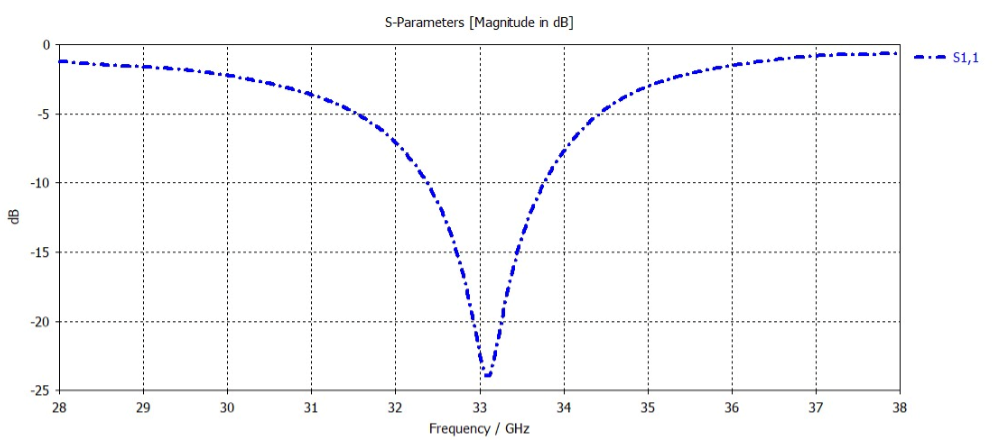 S-Parameters [Magnitude in dB]
0
-5
-10
-15
-20
-25
dB
28 29 30 31 32 33 34 35 36 37 38
Frequency / GHz
S1,1